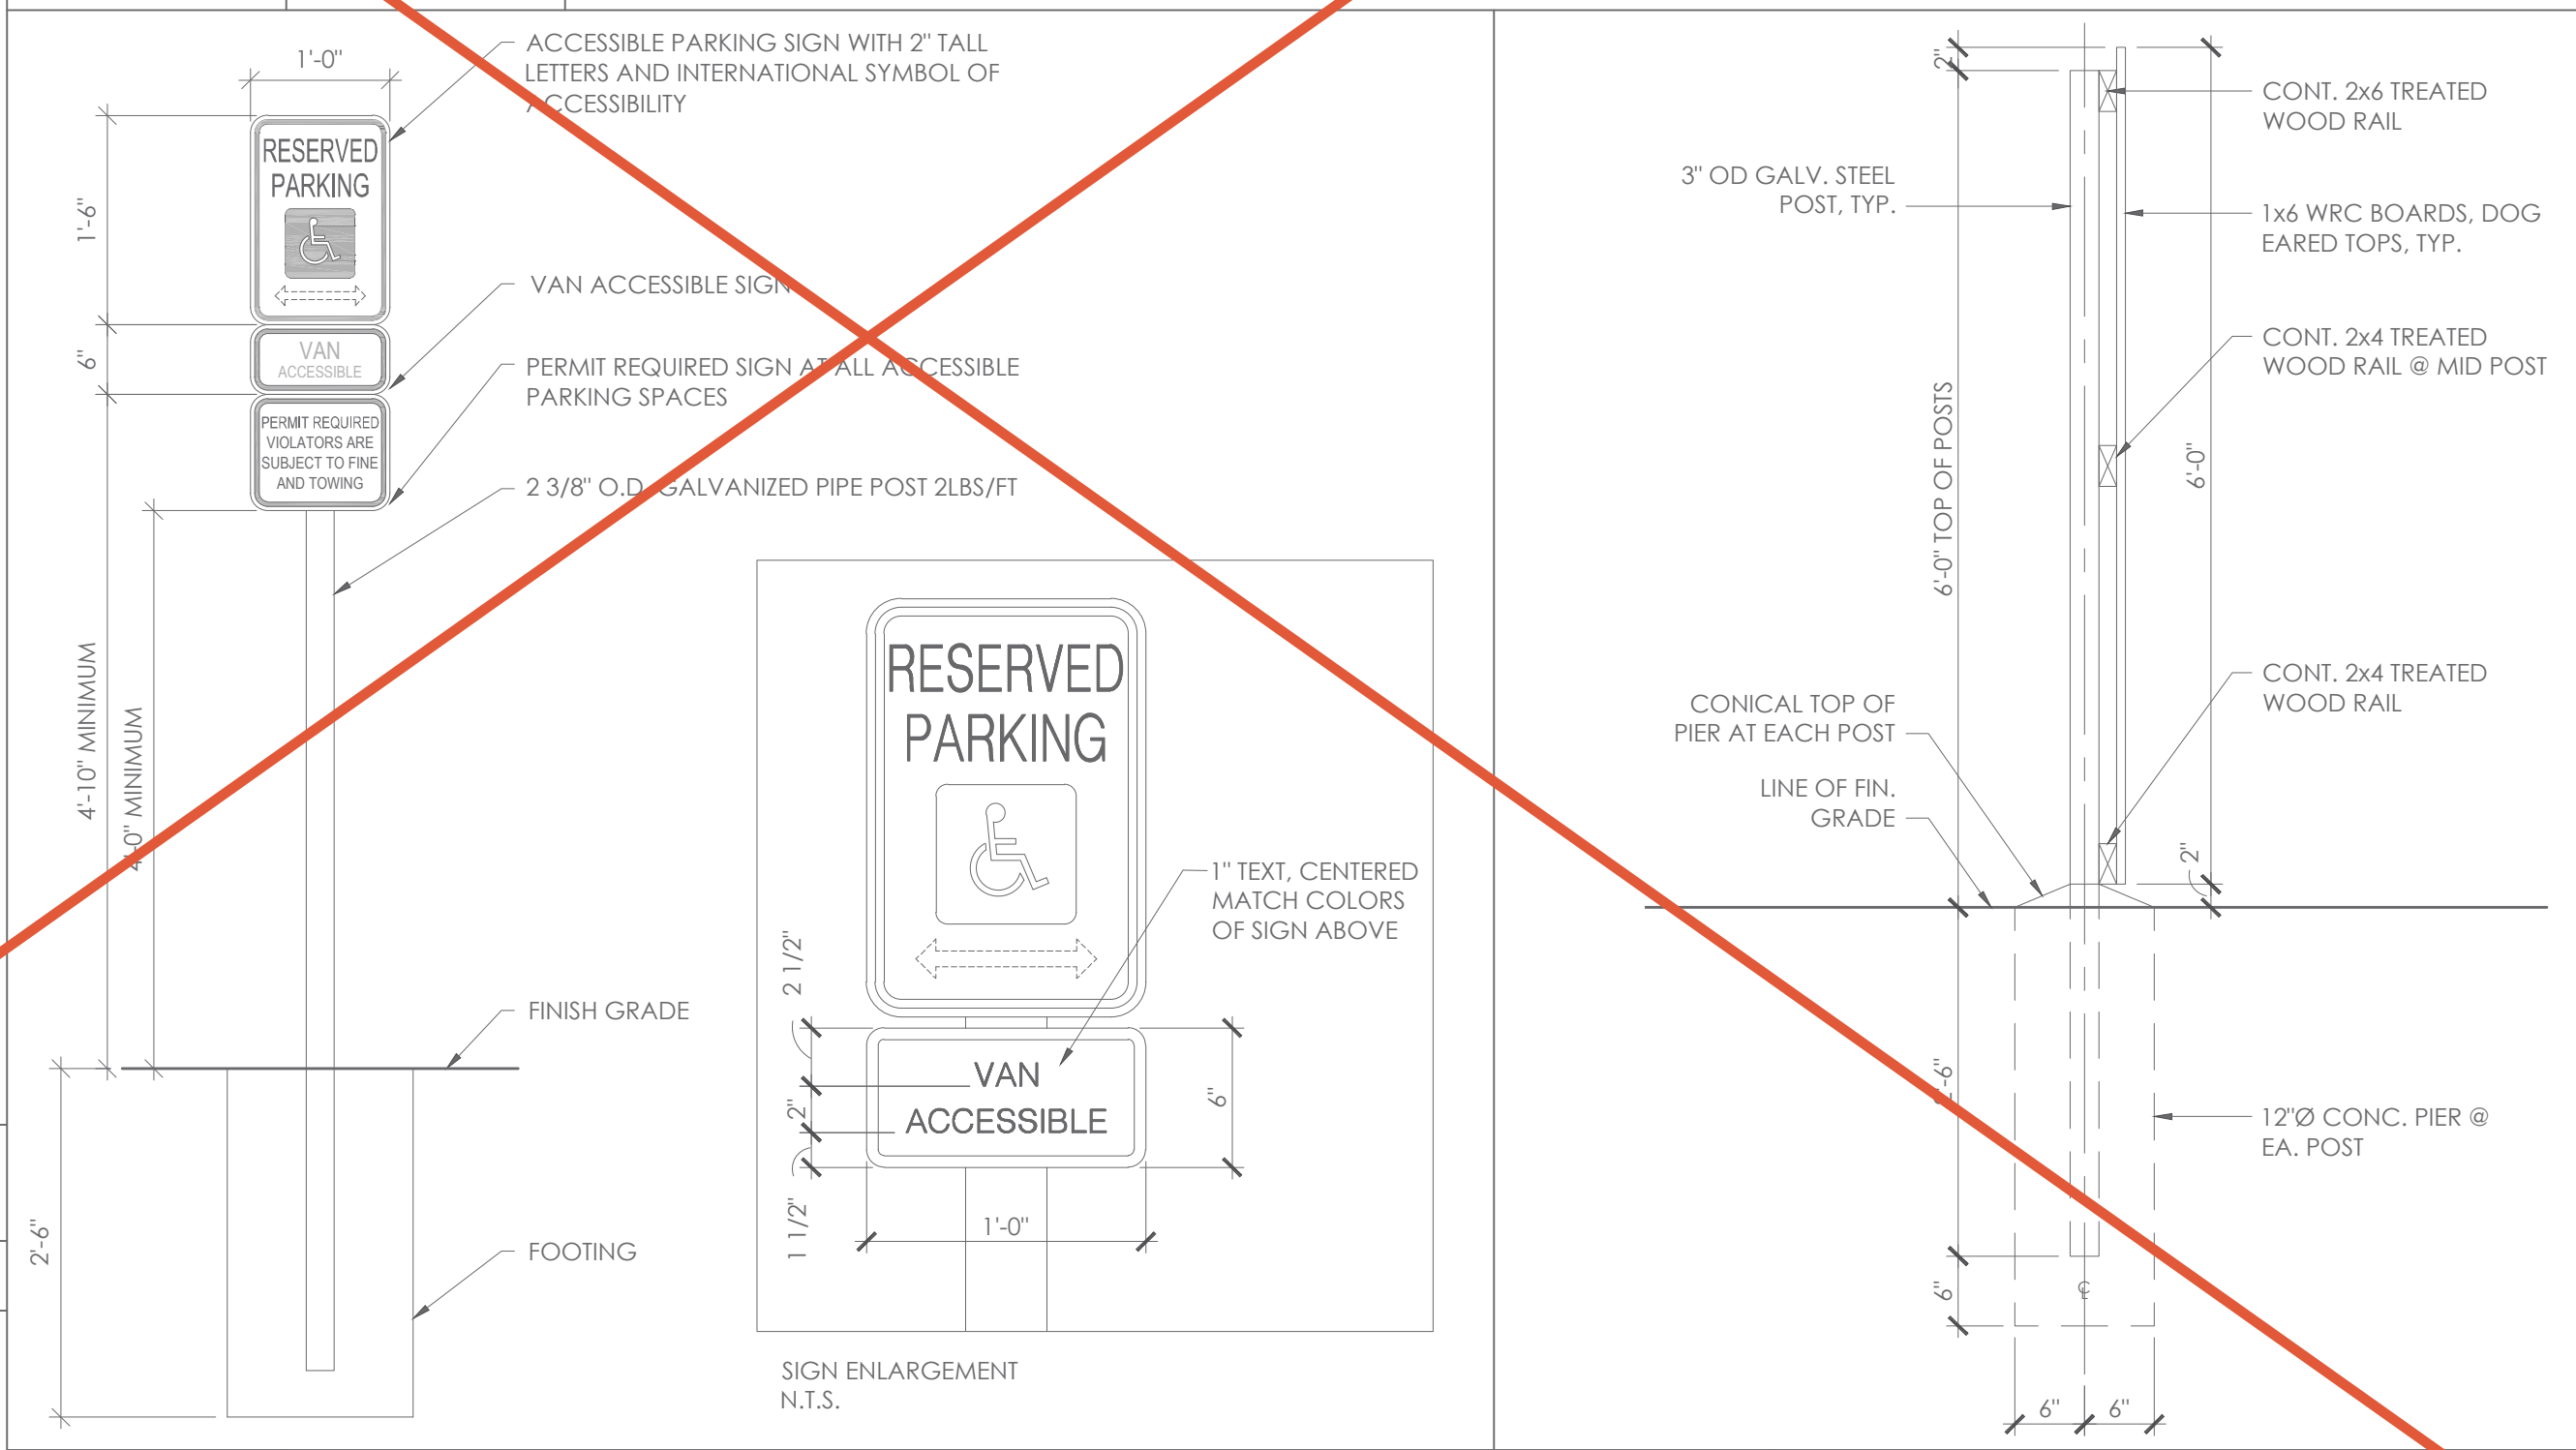 1'-0"
ACCESSIBLE PARKING SIGN WITH 2" TALL
LETTERS AND INTERNATIONAL SYMBOL OF
ACCESSIBILITY
RESERVED
PARKING
1'-6"
VAN ACCESSIBLE SIGN
VAN
ACCESSIBLE
6"
PERMIT REQUIRED SIGN AT ALL ACCESSIBLE
PARKING SPACES
PERMIT REQUIRED
VIOLATORS ARE
SUBJECT TO FINE
AND TOWING
2 3/8" O.D. GALVANIZED PIPE POST 2LBS/FT
4'-10" MINIMUM
4'-0" MINIMUM
FINISH GRADE
2'-6"
FOOTING
RESERVED
PARKING
1" TEXT, CENTERED
MATCH COLORS
OF SIGN ABOVE
2 1/2"
2"
1 1/2"
VAN
ACCESSIBLE
6"
1'-0"
SIGN ENLARGEMENT
N.T.S.
2"
CONT. 2x6 TREATED
WOOD RAIL
3" OD GALV. STEEL
POST, TYP.
1x6 WRC BOARDS, DOG
EARED TOPS, TYP.
CONT. 2x4 TREATED
WOOD RAIL @ MID POST
6'-0" TOP OF POSTS
6'-0"
CONT. 2x4 TREATED
WOOD RAIL
CONICAL TOP OF
PIER AT EACH POST
LINE OF FIN.
GRADE
2"
-6"
12"Ø CONC. PIER @
EA. POST
6"
℄
6"
6"